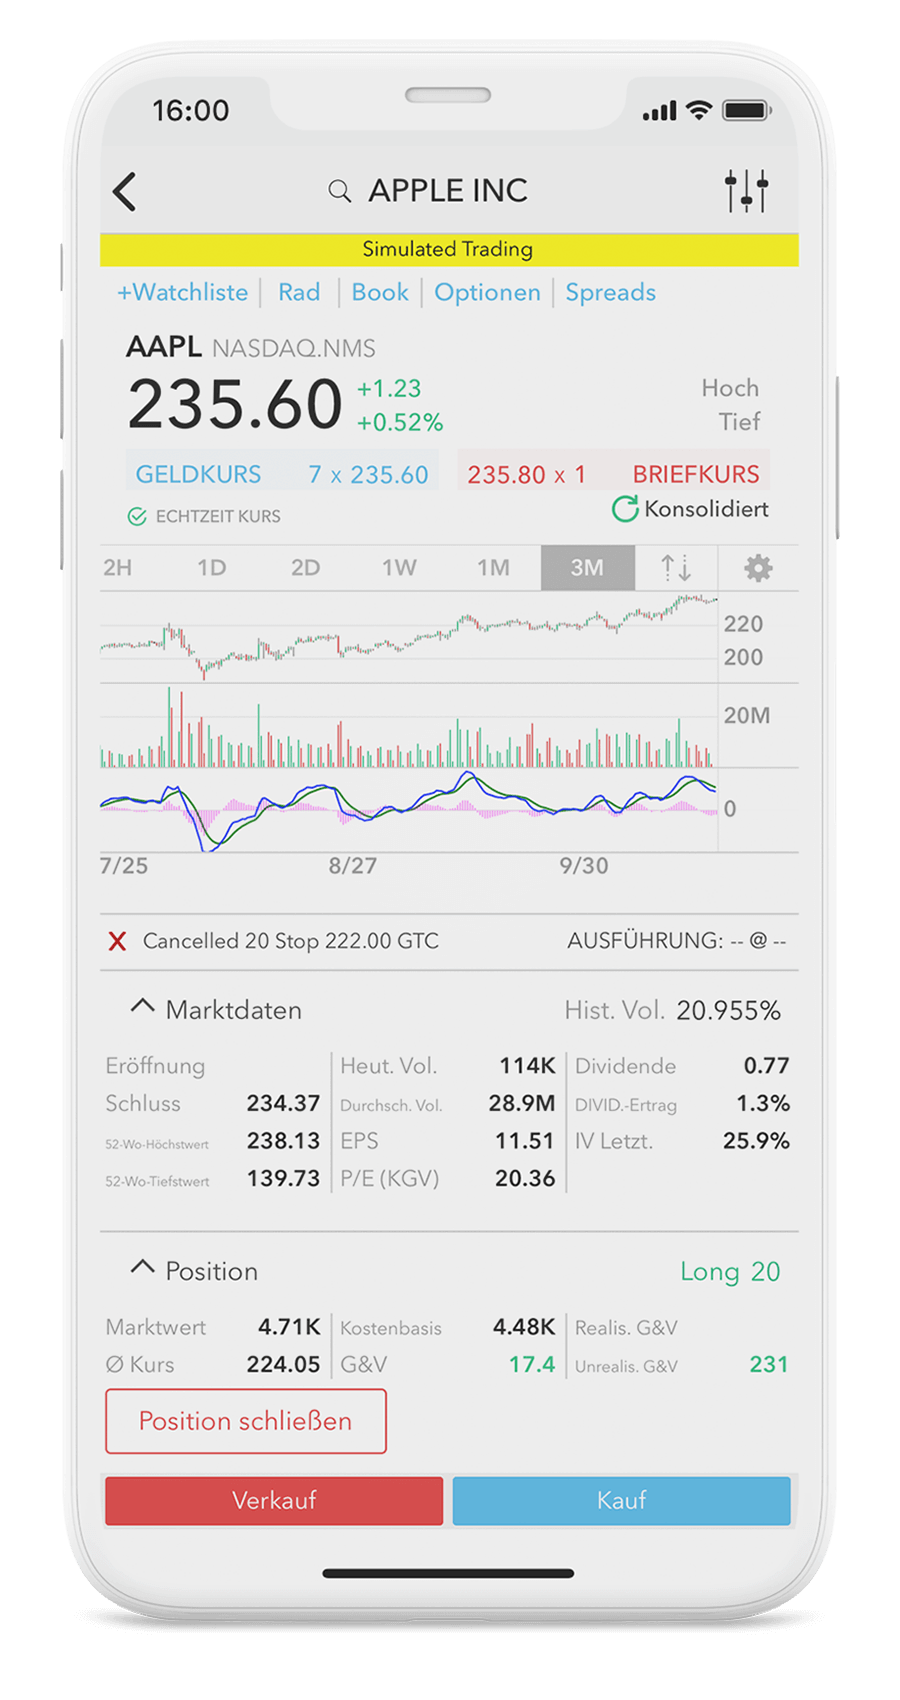 16:00
APPLE INC
Simulated Trading
+Watchliste | Rad | Book | Optionen | Spreads
AAPL NASDAQ.NMS
235.60 +1.23
+0.52%
Hoch
Tief
GELDKURS 7 x 235.60 235.80 x 1 BRIEFKURS
ECHTZEIT KURS Konsolidiert
2H 1D 2D 1W 1M 3M
220
200
20M
0
7/25 8/27 9/30
X Cancelled 20 Stop 222.00 GTC AUSFÜHRUNG: -- @ --
Marktdaten Hist. Vol. 20.955%
Eröffnung Heut. Vol. 114K Dividende 0.77
Schluss 234.37 Durchsch. Vol. 28.9M DIVID.-Ertrag 1.3%
52-Wo-Höchstwert 238.13 EPS 11.51 IV Letzt. 25.9%
52-Wo-Tiefstwert 139.73 P/E (KGV) 20.36
Position Long 20
Marktwert 4.71K Kostenbasis 4.48K Realis. G&V
Ø Kurs 224.05 G&V 17.4 Unrealis. G&V 231
Position schließen
Verkauf Kauf